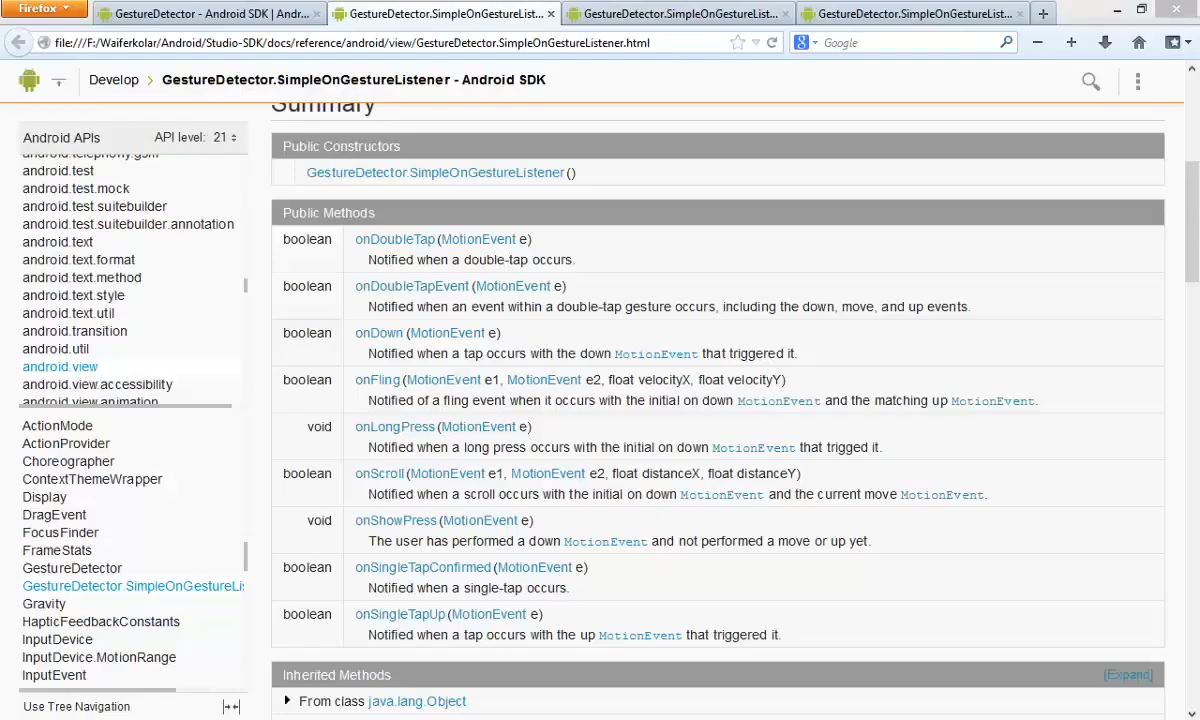 Firefox
GestureDetector - Android SDK | Andr...
GestureDetector.SimpleOnGestureList...
GestureDetector.SimpleOnGestureList...
GestureDetector.SimpleOnGestureList...
file:///F:/Waiferkolar/Android/Studio-SDK/docs/reference/android/view/GestureDetector.SimpleOnGestureListener.html
Google
Develop > GestureDetector.SimpleOnGestureListener - Android SDK
Android APIs
API level: 21
android.telephony.gsm
android.test
android.test.mock
android.test.suitebuilder
android.test.suitebuilder.annotation
android.text
android.text.format
android.text.method
android.text.style
android.text.util
android.transition
android.util
android.view
android.view.accessibility
android.view.animation
ActionMode
ActionProvider
Choreographer
ContextThemeWrapper
Display
DragEvent
FocusFinder
FrameStats
GestureDetector
GestureDetector.SimpleOnGestureLis
Gravity
HapticFeedbackConstants
InputDevice
InputDevice.MotionRange
InputEvent
Use Tree Navigation
Summary
Public Constructors
GestureDetector.SimpleOnGestureListener()
Public Methods
boolean onDoubleTap(MotionEvent e)
Notified when a double-tap occurs.
boolean onDoubleTapEvent(MotionEvent e)
Notified when an event within a double-tap gesture occurs, including the down, move, and up events.
boolean onDown (MotionEvent e)
Notified when a tap occurs with the down MotionEvent that triggered it.
boolean onFling(MotionEvent e1, MotionEvent e2, float velocityX, float velocityY)
Notified of a fling event when it occurs with the initial on down MotionEvent and the matching up MotionEvent.
void onLongPress(MotionEvent e)
Notified when a long press occurs with the initial on down MotionEvent that trigged it.
boolean onScroll(MotionEvent e1, MotionEvent e2, float distanceX, float distanceY)
Notified when a scroll occurs with the initial on down MotionEvent and the current move MotionEvent.
void onShowPress(MotionEvent e)
The user has performed a down MotionEvent and not performed a move or up yet.
boolean onSingleTapConfirmed(MotionEvent e)
Notified when a single-tap occurs.
boolean onSingleTapUp(MotionEvent e)
Notified when a tap occurs with the up MotionEvent that triggered it.
Inherited Methods
[Expand]
From class java.lang.Object